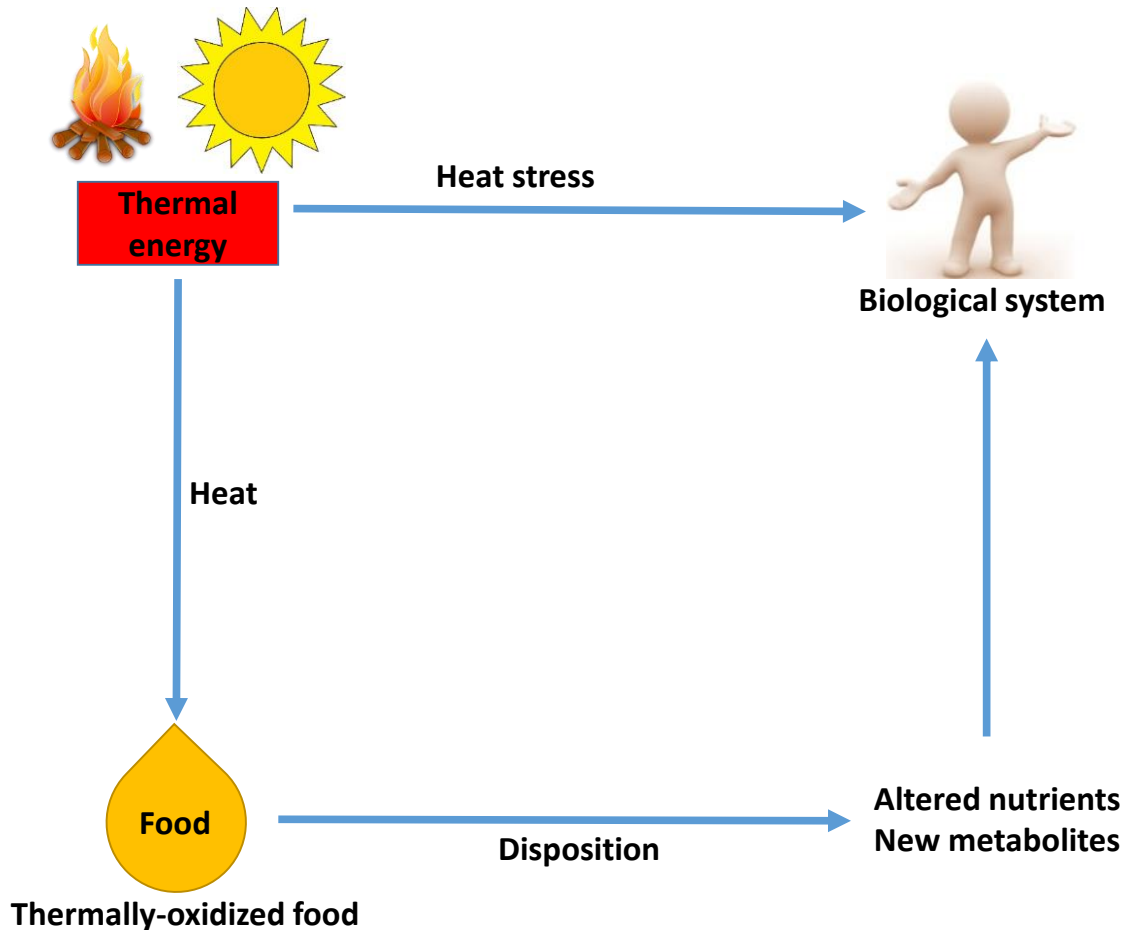 Heat stress
Thermal
energy
Biological system
Heat
Food
Altered nutrients
New metabolites
Disposition
Thermally-oxidized food